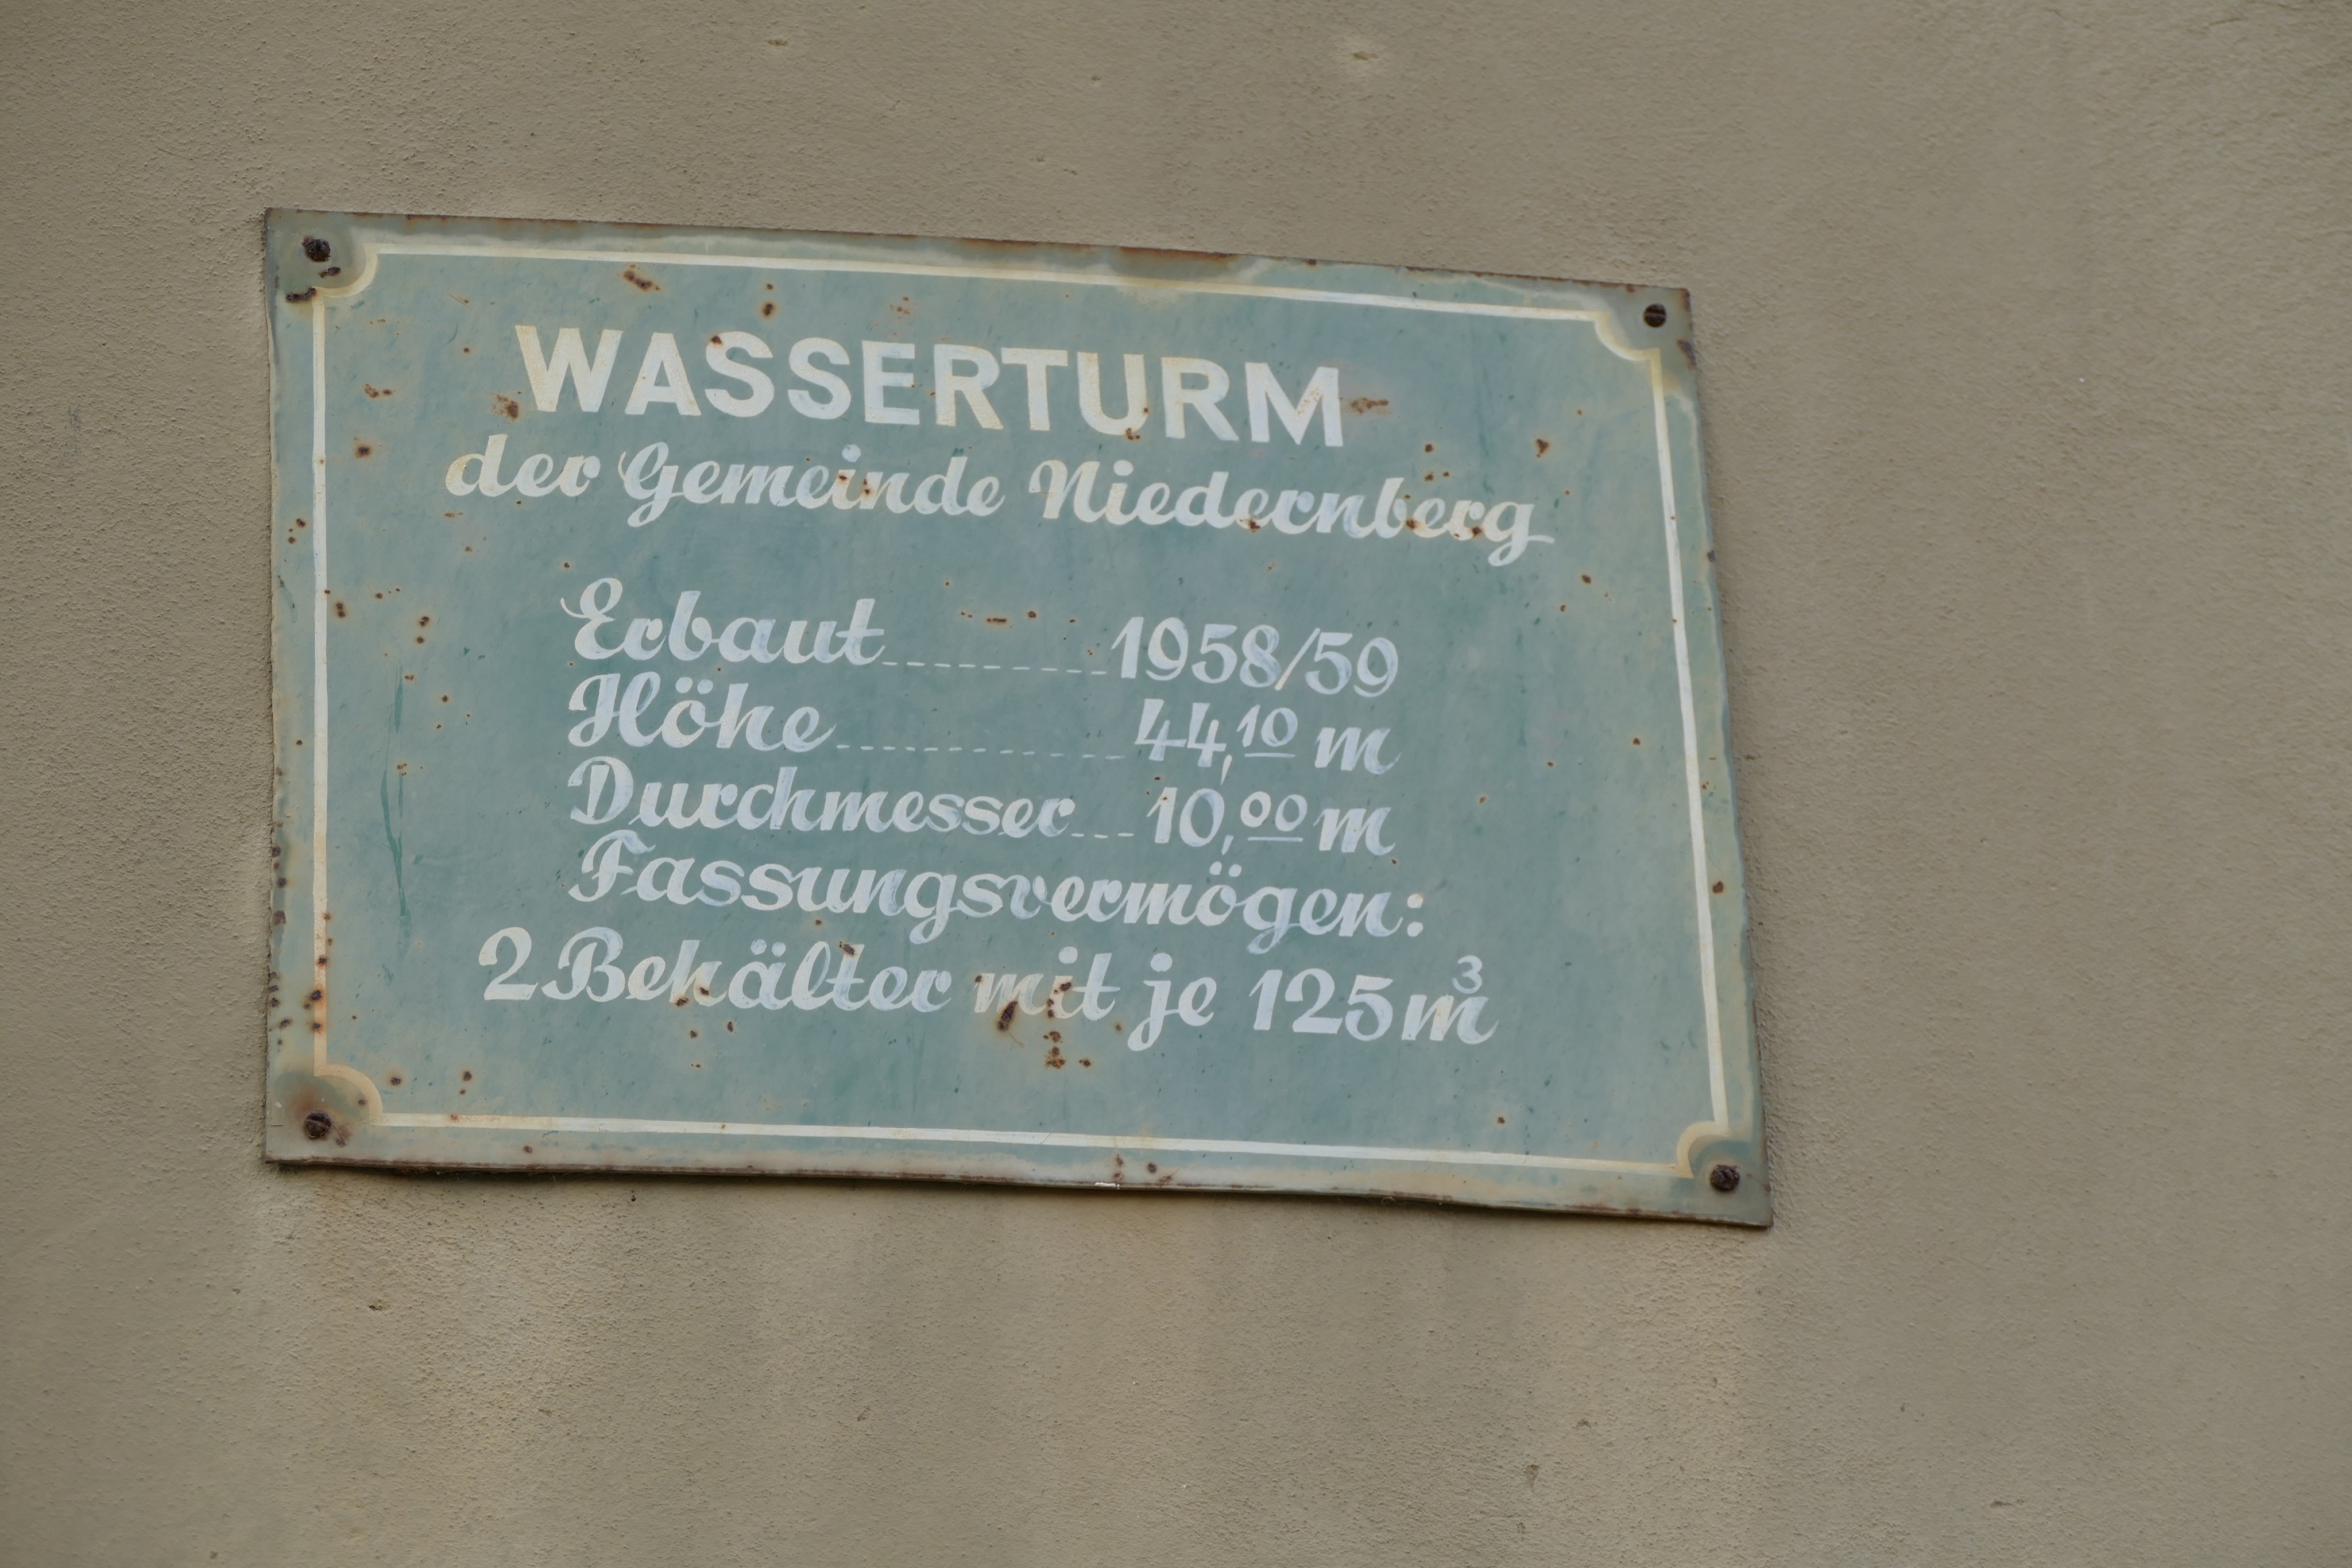 WASSERTURM
der Gemeinde Niedernberg
Erbaut........1958/59
Höhe...........44,10 m
Durchmesser...10,00 m
Fassungsvermögen:
2 Behälter mit je 125 m³